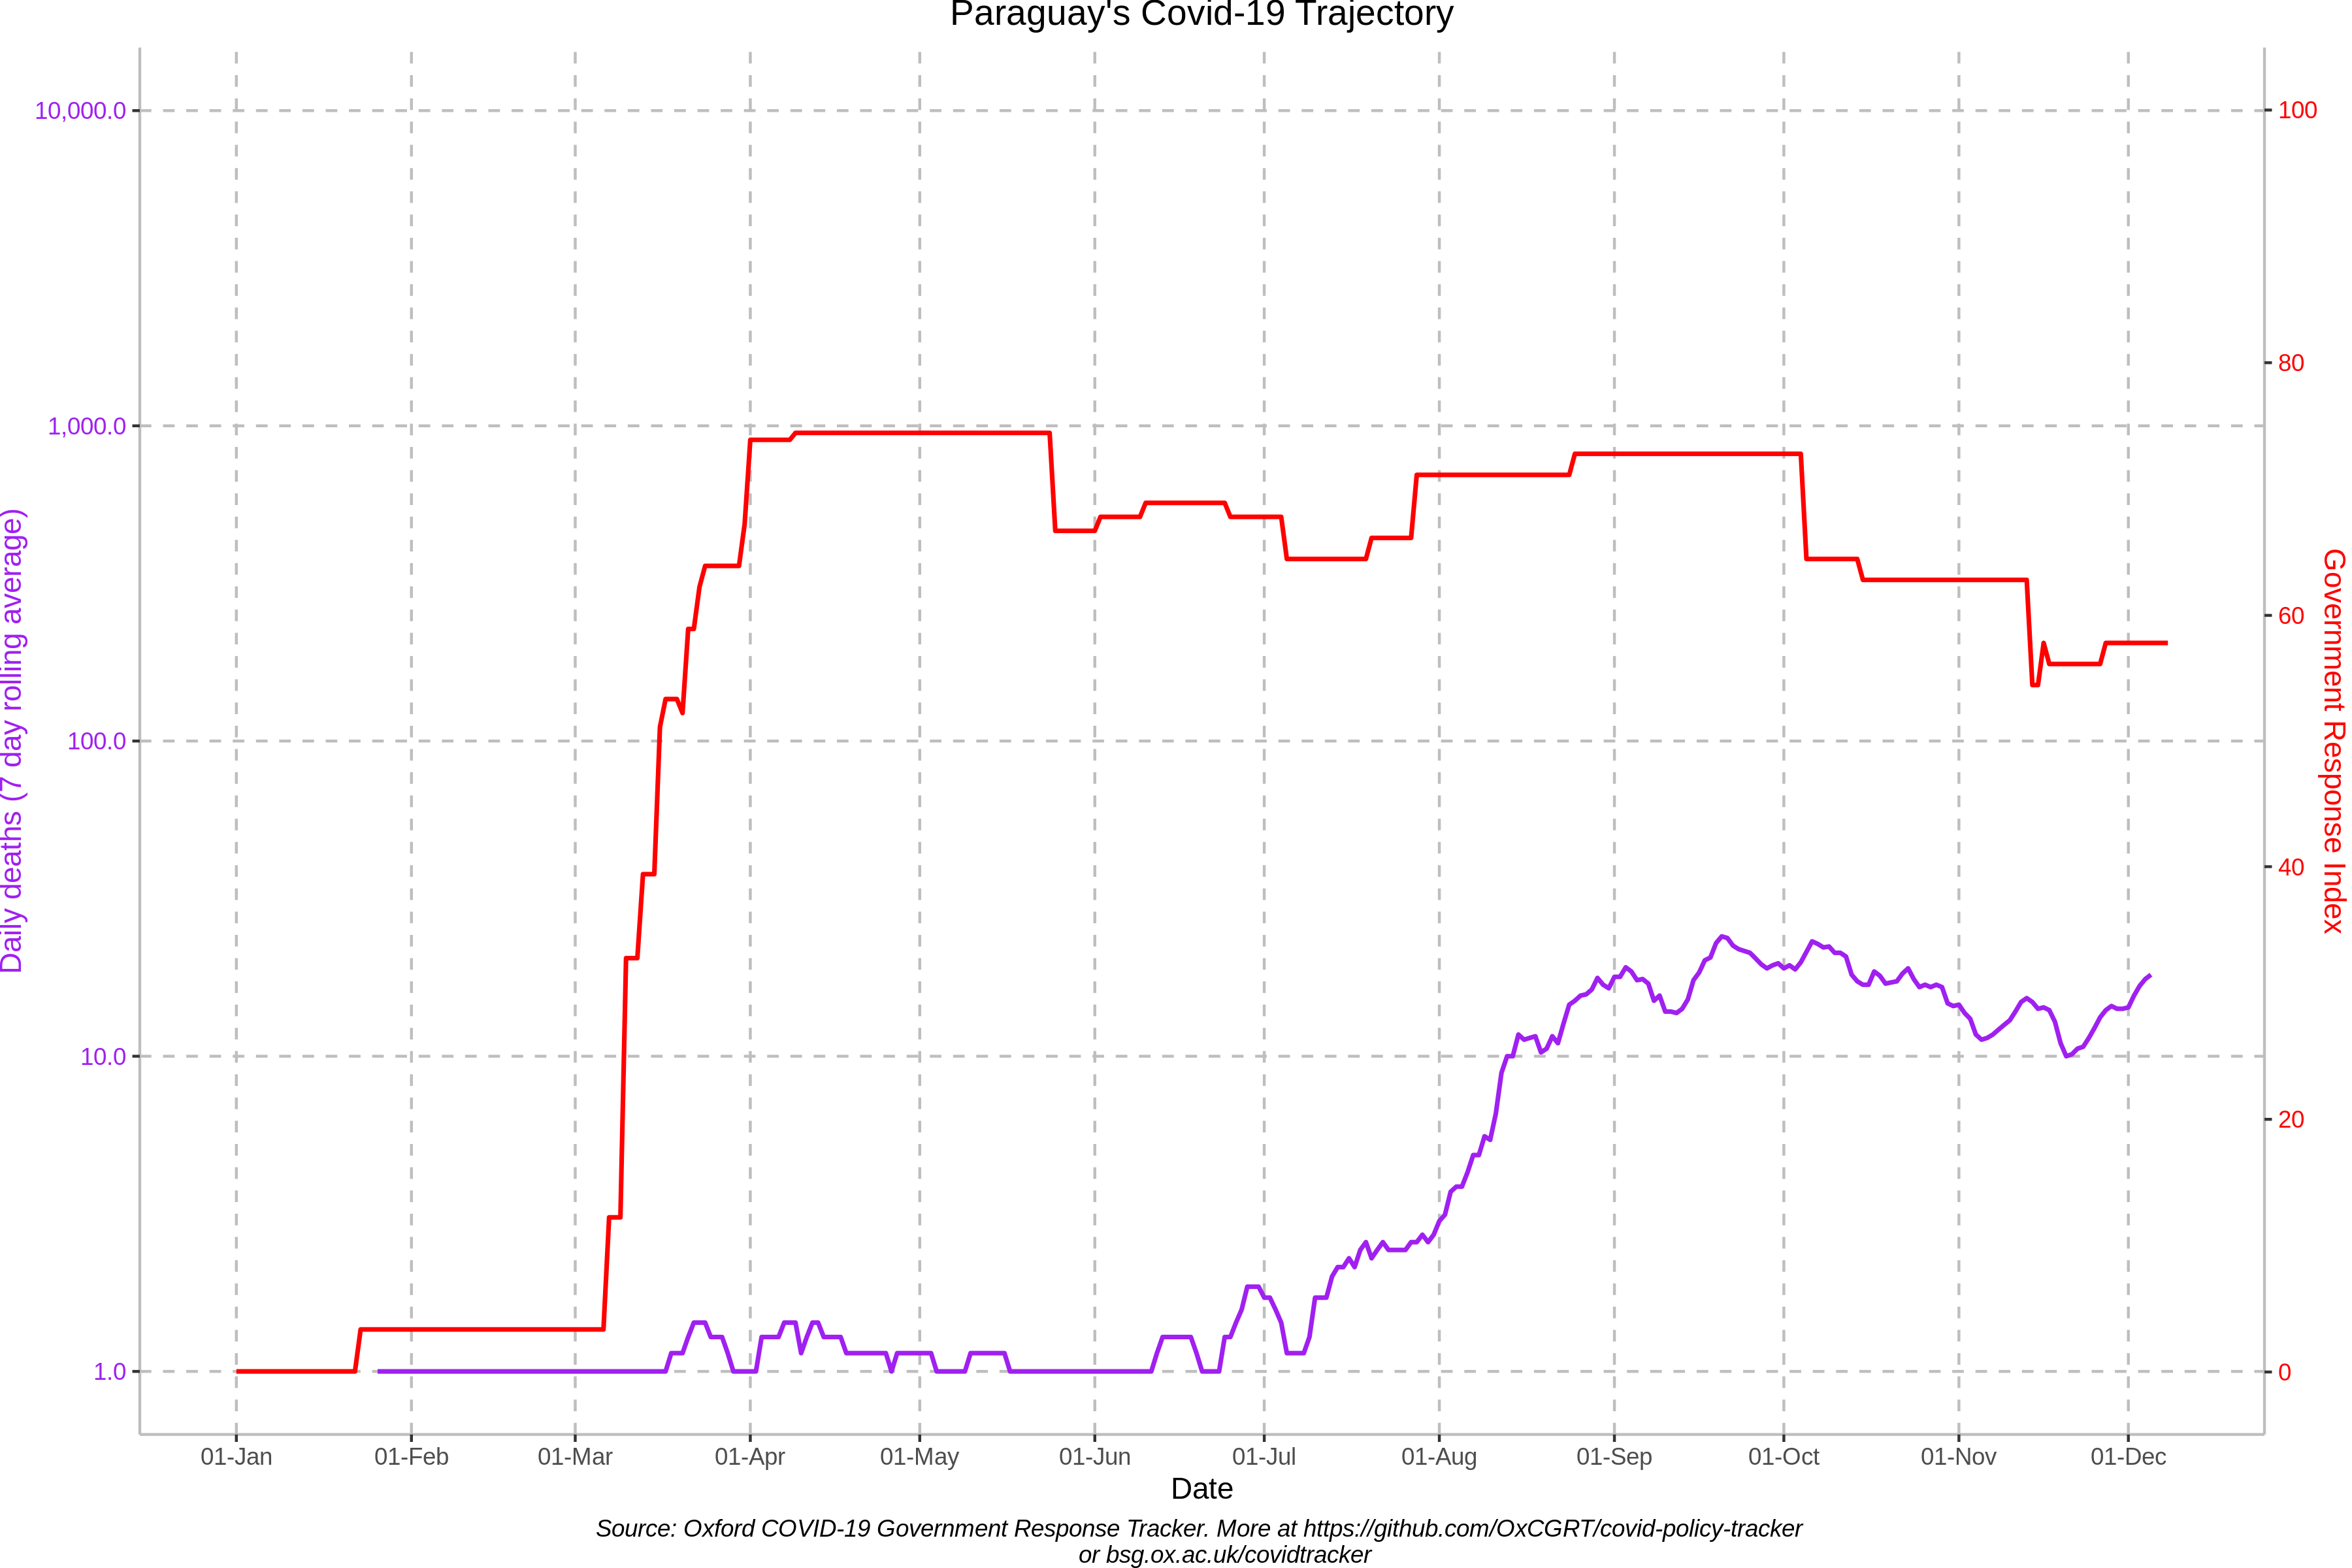 Paraguay's Covid-19 Trajectory
10,000.0
1,000.0
100.0
10.0
1.0
Daily deaths (7 day rolling average)
100
80
60
40
20
0
Government Response Index
01-Jan
01-Feb
01-Mar
01-Apr
01-May
01-Jun
01-Jul
01-Aug
01-Sep
01-Oct
01-Nov
01-Dec
Date
Source: Oxford COVID-19 Government Response Tracker. More at https://github.com/OxCGRT/covid-policy-tracker
or bsg.ox.ac.uk/covidtracker